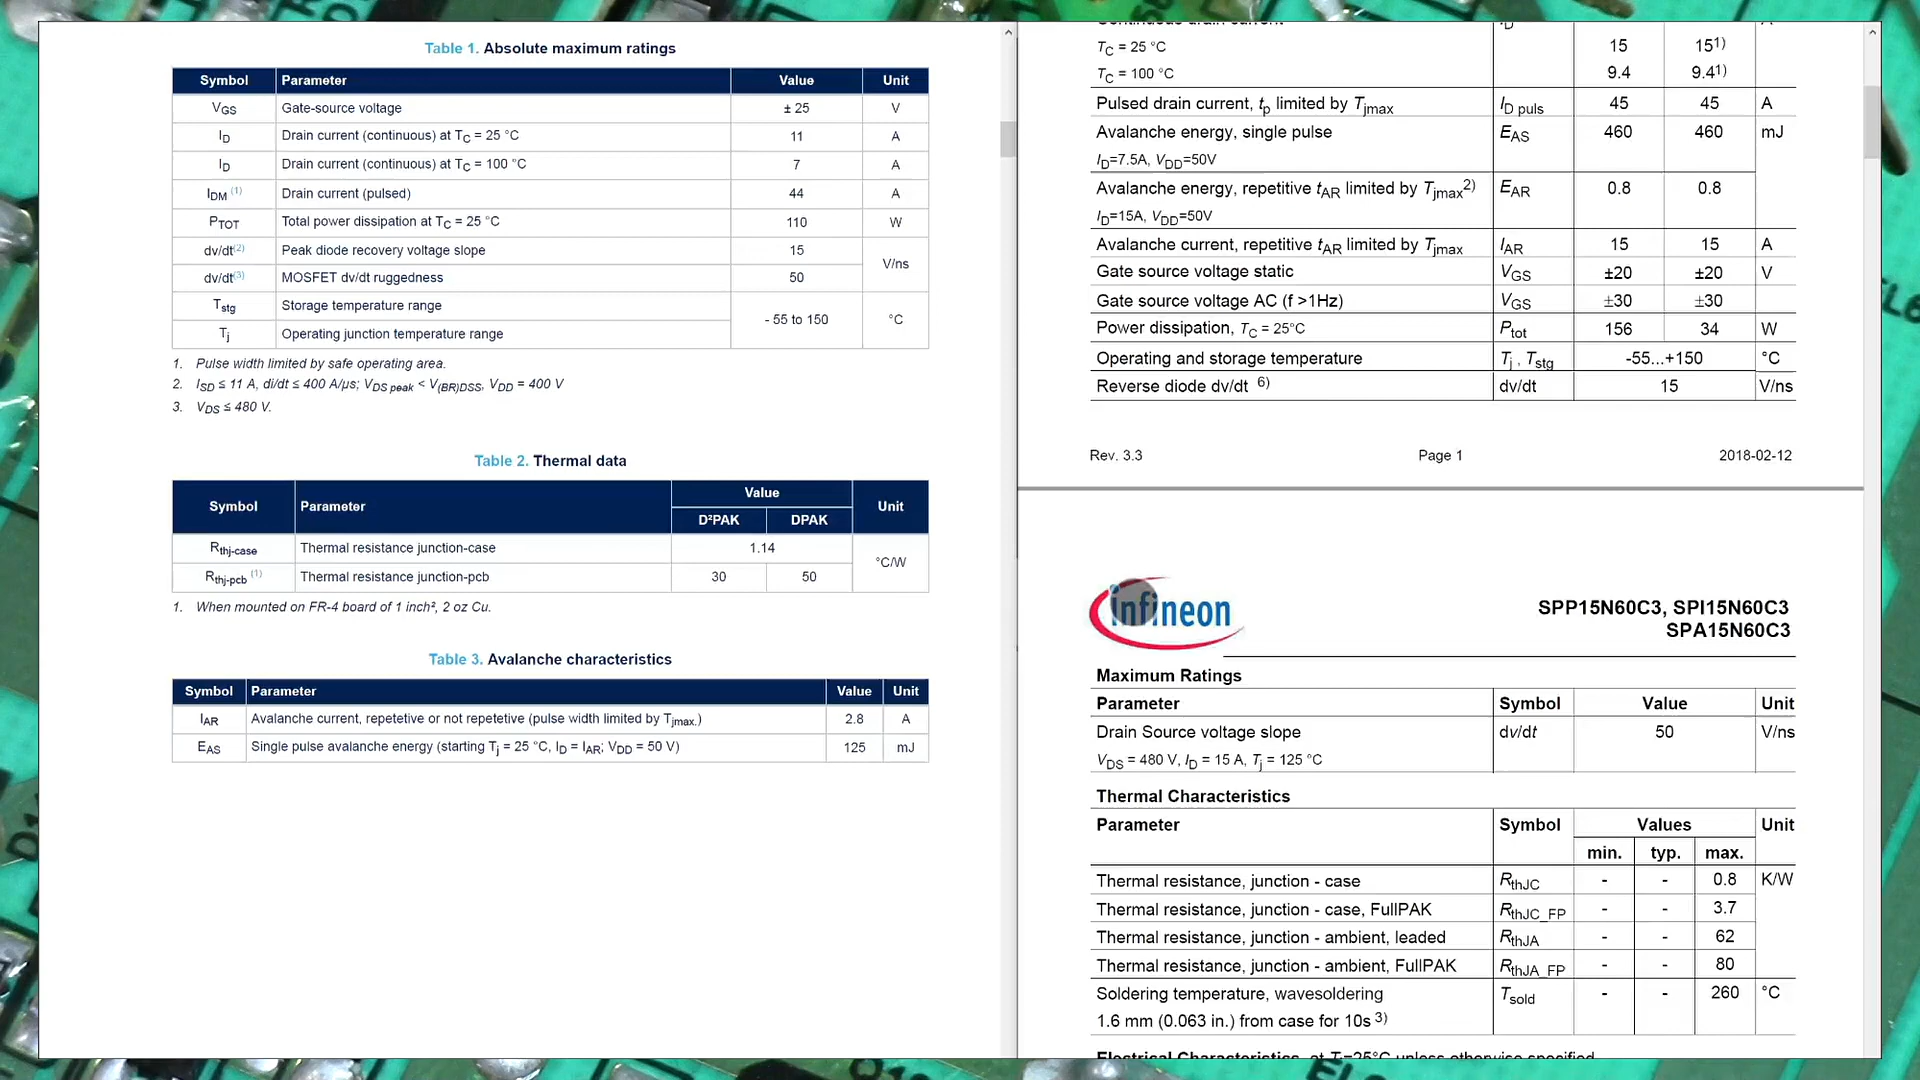 Table 1. Absolute maximum ratings
Symbol Parameter Value Unit
VGS Gate-source voltage ± 25 V
ID Drain current (continuous) at TC = 25 °C 11 A
ID Drain current (continuous) at TC = 100 °C 7 A
IDM (1) Drain current (pulsed) 44 A
PTOT Total power dissipation at TC = 25 °C 110 W
dv/dt(2) Peak diode recovery voltage slope 15 V/ns
dv/dt(3) MOSFET dv/dt ruggedness 50
Tstg Storage temperature range - 55 to 150 °C
Tj Operating junction temperature range
1. Pulse width limited by safe operating area.
2. ISD ≤ 11 A, di/dt ≤ 400 A/μs; VDS peak < V(BR)DSS, VDD = 400 V
3. VDS ≤ 480 V.
Table 2. Thermal data
Symbol Parameter Value Unit
D²PAK DPAK
Rthj-case Thermal resistance junction-case 1.14 °C/W
Rthj-pcb (1) Thermal resistance junction-pcb 30 50
1. When mounted on FR-4 board of 1 inch², 2 oz Cu.
Table 3. Avalanche characteristics
Symbol Parameter Value Unit
IAR Avalanche current, repetetive or not repetetive (pulse width limited by Tjmax.) 2.8 A
EAS Single pulse avalanche energy (starting Tj = 25 °C, ID = IAR; VDD = 50 V) 125 mJ
Continuous drain current ID A
TC = 25 °C 15 15 1)
TC = 100 °C 9.4 9.4 1)
Pulsed drain current, tp limited by Tjmax ID puls 45 45 A
Avalanche energy, single pulse EAS 460 460 mJ
ID=7.5A, VDD=50V
Avalanche energy, repetitive tAR limited by Tjmax 2) EAR 0.8 0.8
ID=15A, VDD=50V
Avalanche current, repetitive tAR limited by Tjmax IAR 15 15 A
Gate source voltage static VGS ±20 ±20 V
Gate source voltage AC (f >1Hz) VGS ±30 ±30
Power dissipation, TC = 25°C Ptot 156 34 W
Operating and storage temperature Tj , Tstg -55...+150 °C
Reverse diode dv/dt 6) dv/dt 15 V/ns
Rev. 3.3 Page 1 2018-02-12
infineon
SPP15N60C3, SPI15N60C3
SPA15N60C3
Maximum Ratings
Parameter Symbol Value Unit
Drain Source voltage slope dv/dt 50 V/ns
VDS = 480 V, ID = 15 A, Tj = 125 °C
Thermal Characteristics
Parameter Symbol Values Unit
min. typ. max.
Thermal resistance, junction - case RthJC - - 0.8 K/W
Thermal resistance, junction - case, FullPAK RthJC_FP - - 3.7
Thermal resistance, junction - ambient, leaded RthJA - - 62
Thermal resistance, junction - ambient, FullPAK RthJA_FP - - 80
Soldering temperature, wavesoldering Tsold - - 260 °C
1.6 mm (0.063 in.) from case for 10s 3)
Electrical Characteristics, at Tj=25°C unless otherwise specified